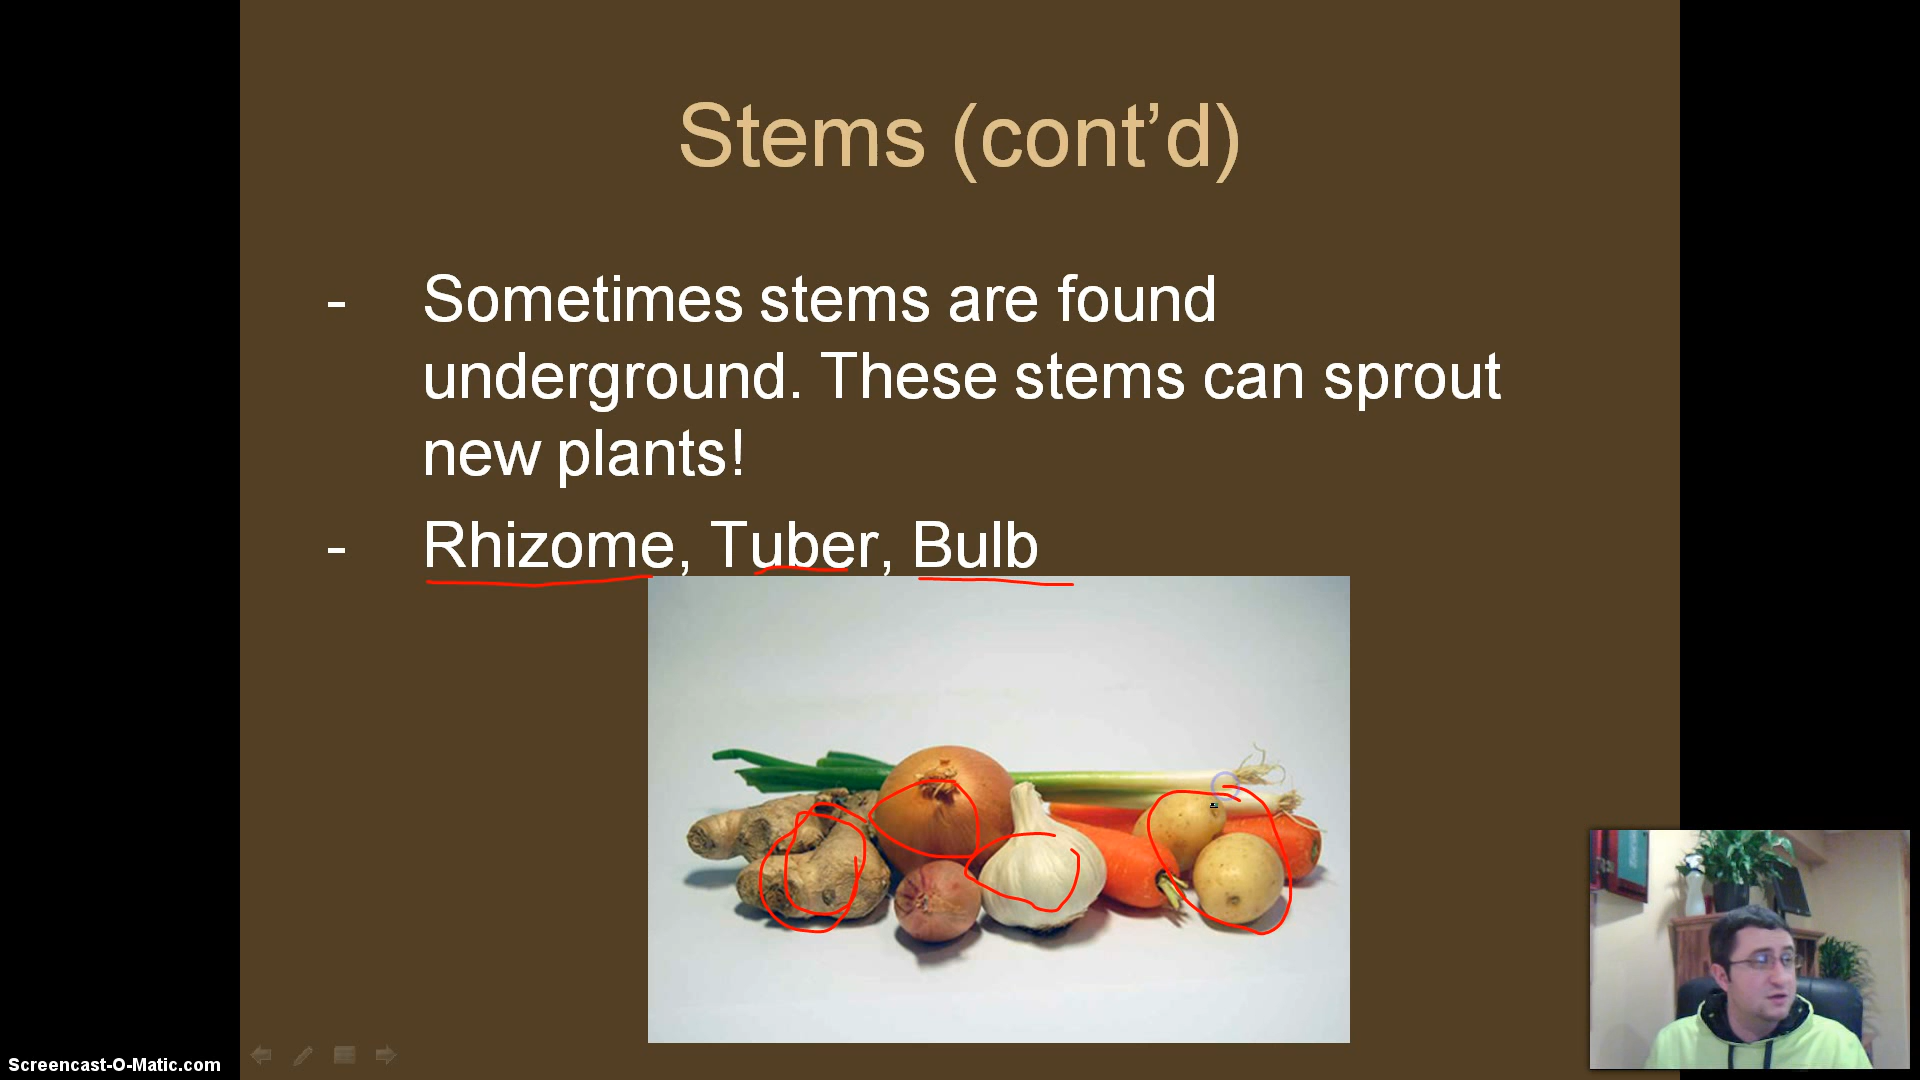 Stems (cont’d)
- Sometimes stems are found
underground. These stems can sprout
new plants!
- Rhizome, Tuber, Bulb
Screencast-O-Matic.com